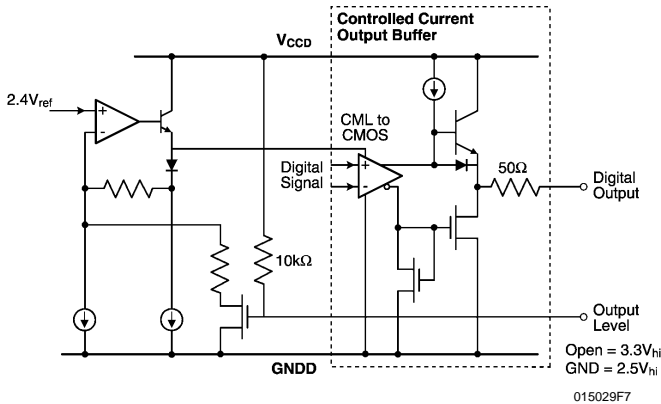 Controlled Current
Output Buffer
VCCD
2.4Vref
+
-
CML to
CMOS
Digital
Signal
+
-
50Ω
Digital
Output
10kΩ
Output
Level
GNDD
Open = 3.3Vhi
GND = 2.5Vhi
015029F7